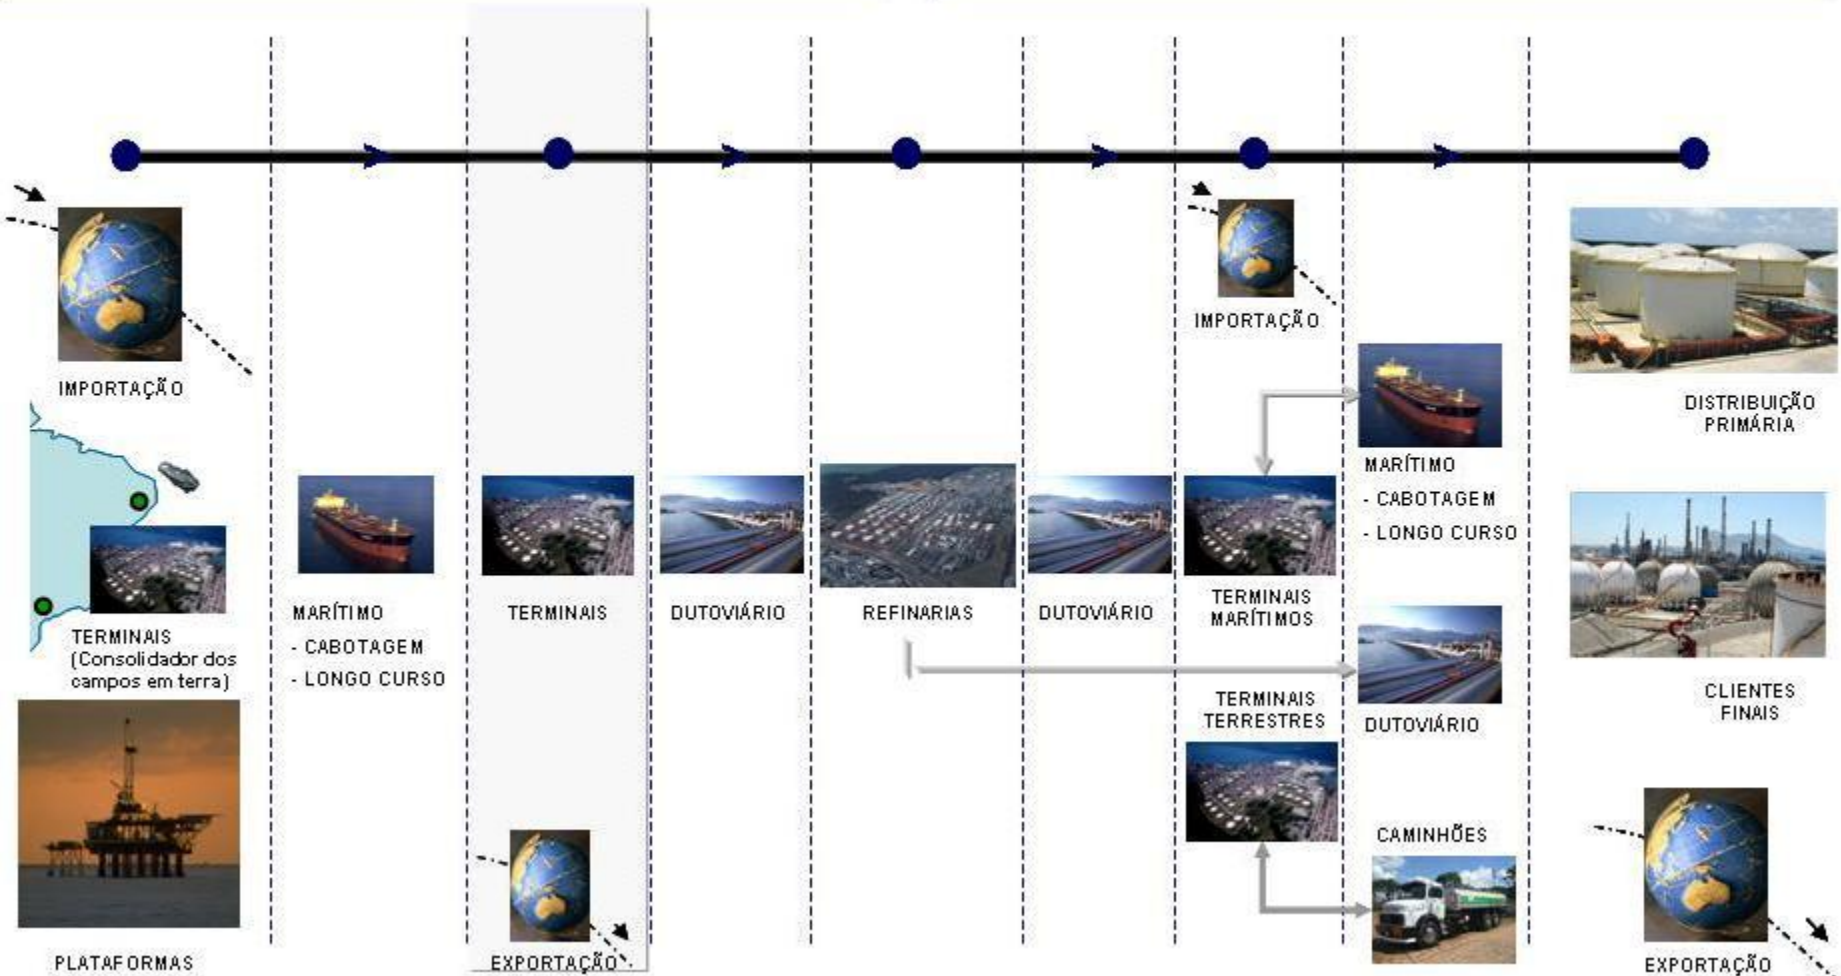 IMPORTAÇÃO
TERMINAIS
(Consolidador dos
campos em terra)
PLATAFORMAS
MARÍTIMO
- CABOTAGEM
- LONGO CURSO
TERMINAIS
EXPORTAÇÃO
DUTOVIÁRIO
REFINARIAS
DUTOVIÁRIO
IMPORTAÇÃO
TERMINAIS
MARÍTIMOS
TERMINAIS
TERRESTRES
MARÍTIMO
- CABOTAGEM
- LONGO CURSO
DUTOVIÁRIO
CAMINHÕES
DISTRIBUIÇÃO
PRIMÁRIA
CLIENTES
FINAIS
EXPORTAÇÃO